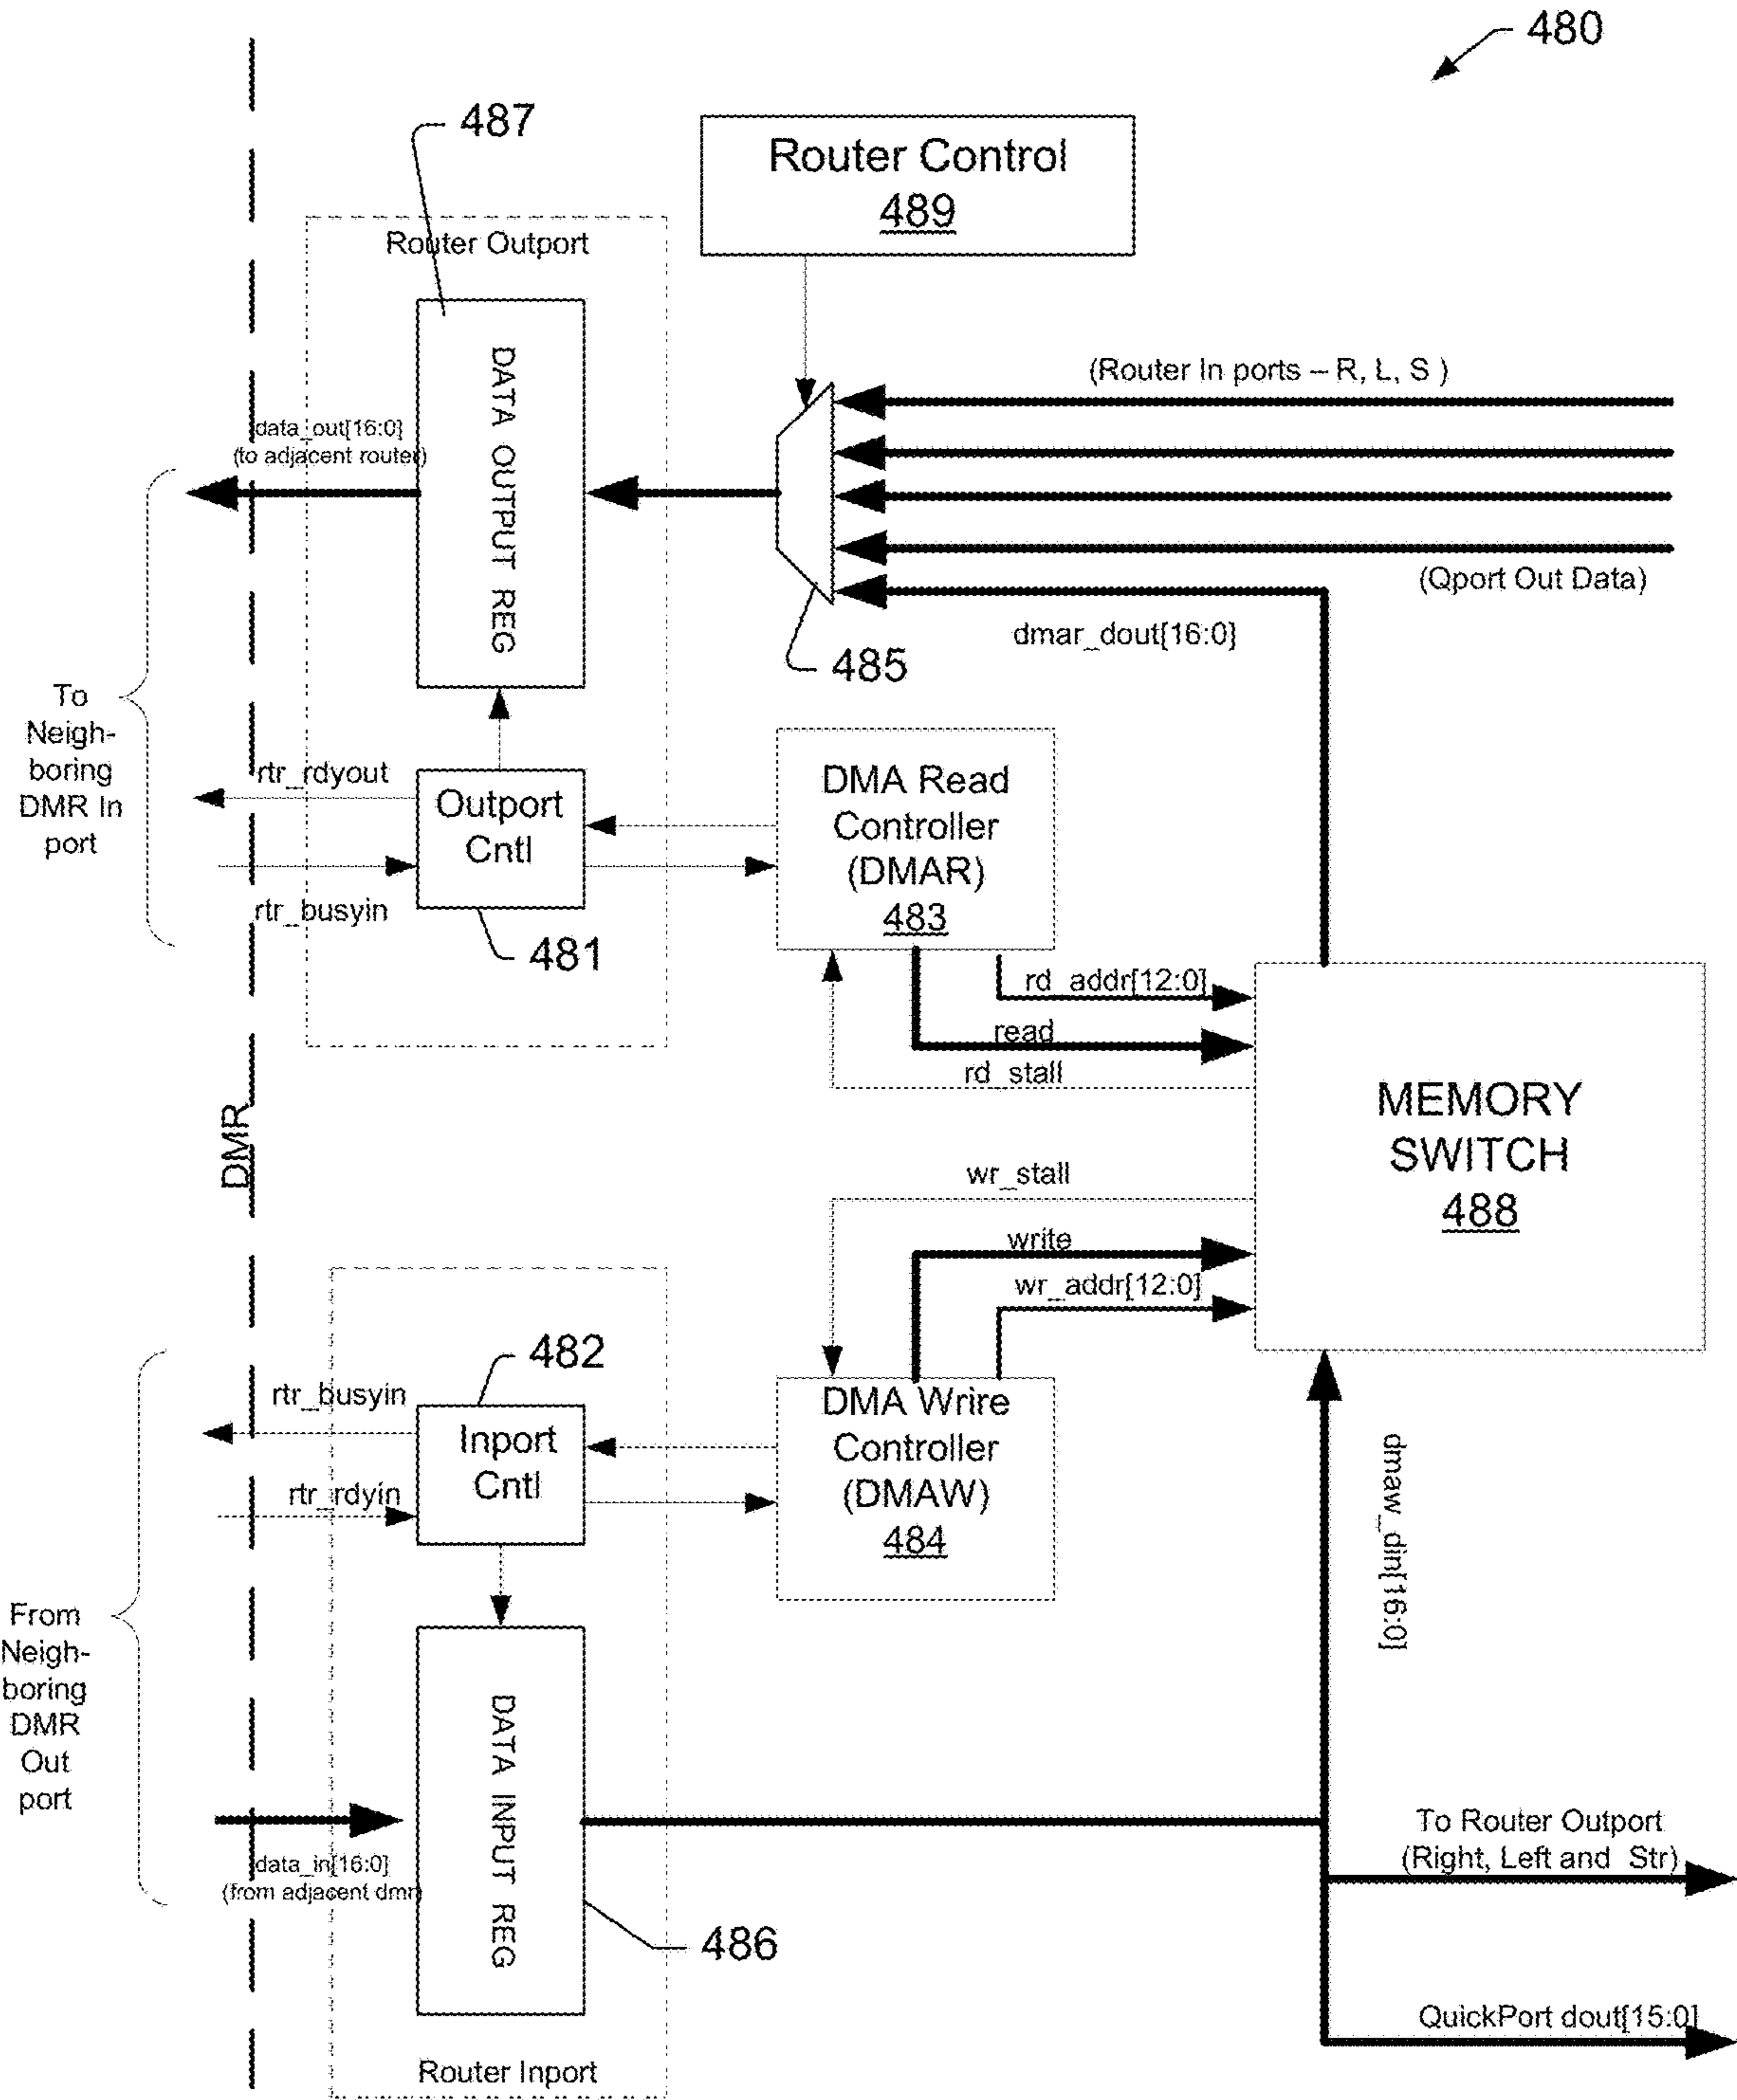 480
487
Router Control
489
Router Outport
DATA OUTPUT REG
(Router In ports – R, L, S )
data_out[16:0]
(to adjacent router)
(Qport Out Data)
dmar_dout[16:0]
485
To
Neigh-
boring
DMR In
port
rtr_rdyout
Outport
Cntl
rtr_busyin
481
DMA Read
Controller
(DMAR)
483
rd_addr[12:0]
read
rd_stall
DMR
MEMORY
SWITCH
488
wr_stall
write
wr_addr[12:0]
482
rtr_busyin
Inport
Cntl
rtr_rdyin
DMA Wrire
Controller
(DMAW)
484
dmaw_din[16:0]
From
Neigh-
boring
DMR
Out
port
DATA INPUT REG
data_in[16:0]
(from adjacent dmr)
486
To Router Outport
(Right, Left and Str)
QuickPort dout[15:0]
Router Inport